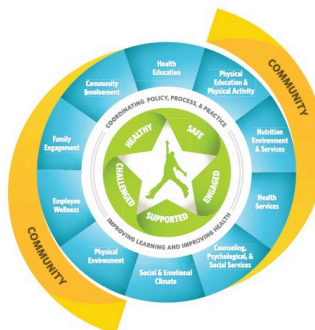 COMMUNITY
Health
Education
Physical
Education &
Physical Activity
Nutrition
Environment
& Services
Health
Services
Counseling,
Psychological, &
Social Services
Social & Emotional
Climate
Physical
Environment
Employee
Wellness
Family
Engagement
Community
Involvement
COMMUNITY
COORDINATING POLICY, PROCESS, & PRACTICE
IMPROVING LEARNING AND IMPROVING HEALTH
HEALTHY
SAFE
ENGAGED
SUPPORTED
CHALLENGED